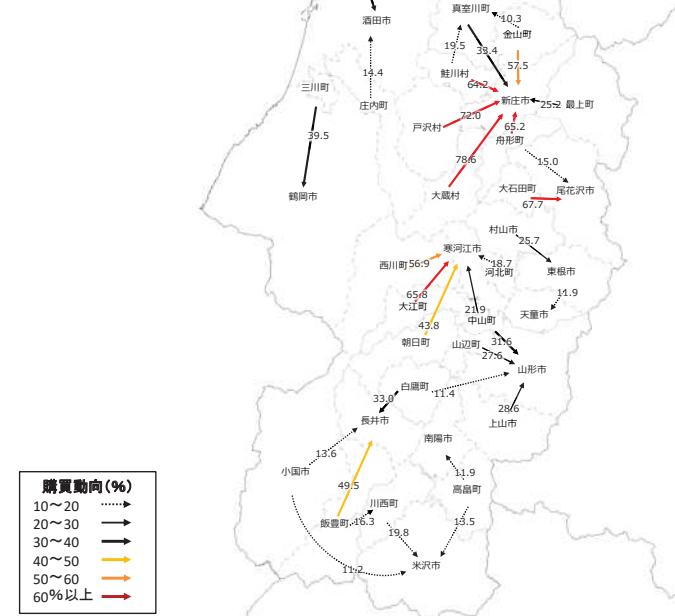 真室川町
10.3
酒田市
金山町
19.5
33.4
57.5
14.4
鮭川村
64.2
三川町
庄内町
新庄市
25.2
最上町
72.0
戸沢村
65.2
舟形町
39.5
78.6
15.0
鶴岡市
大蔵村
大石田町
尾花沢市
67.7
村山市
25.7
寒河江市
西川町
56.9
18.7
河北町
東根市
65.8
大江町
11.9
21.9
中山町
天童市
43.8
朝日町
31.6
山辺町
27.6
山形市
白鷹町
11.4
33.0
28.6
長井市
上山市
南陽市
13.6
小国市
11.9
49.5
高畠町
川西町
飯豊町
16.3
13.5
19.8
米沢市
11.2
購買動向(%)
10～20
20～30
30～40
40～50
50～60
60%以上